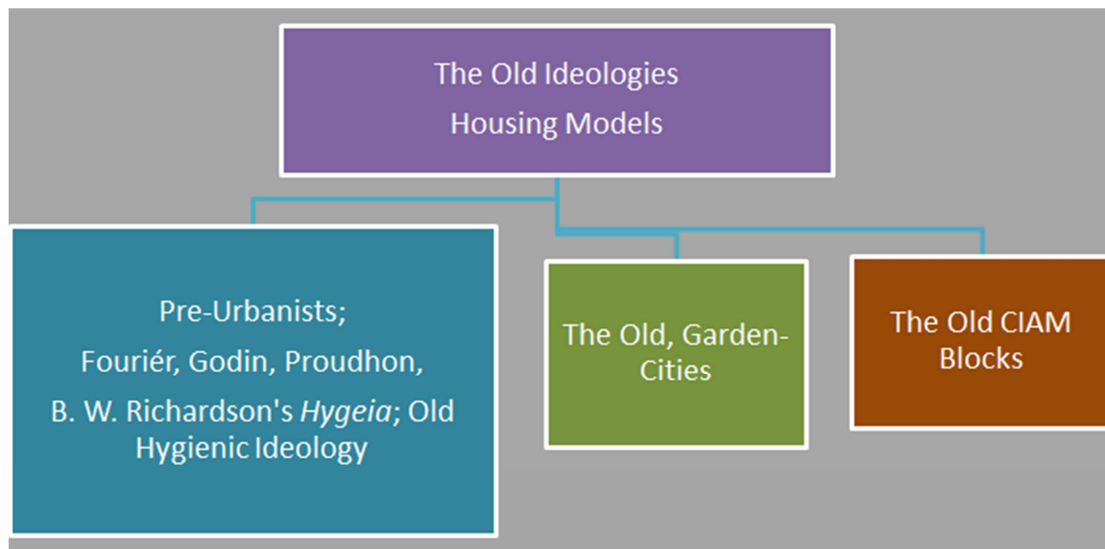 The Old Ideologies
Housing Models
Pre-Urbanists;
Fouriér, Godin, Proudhon,
B. W. Richardson's Hygeia; Old
Hygienic Ideology
The Old, Garden-
Cities
The Old CIAM
Blocks